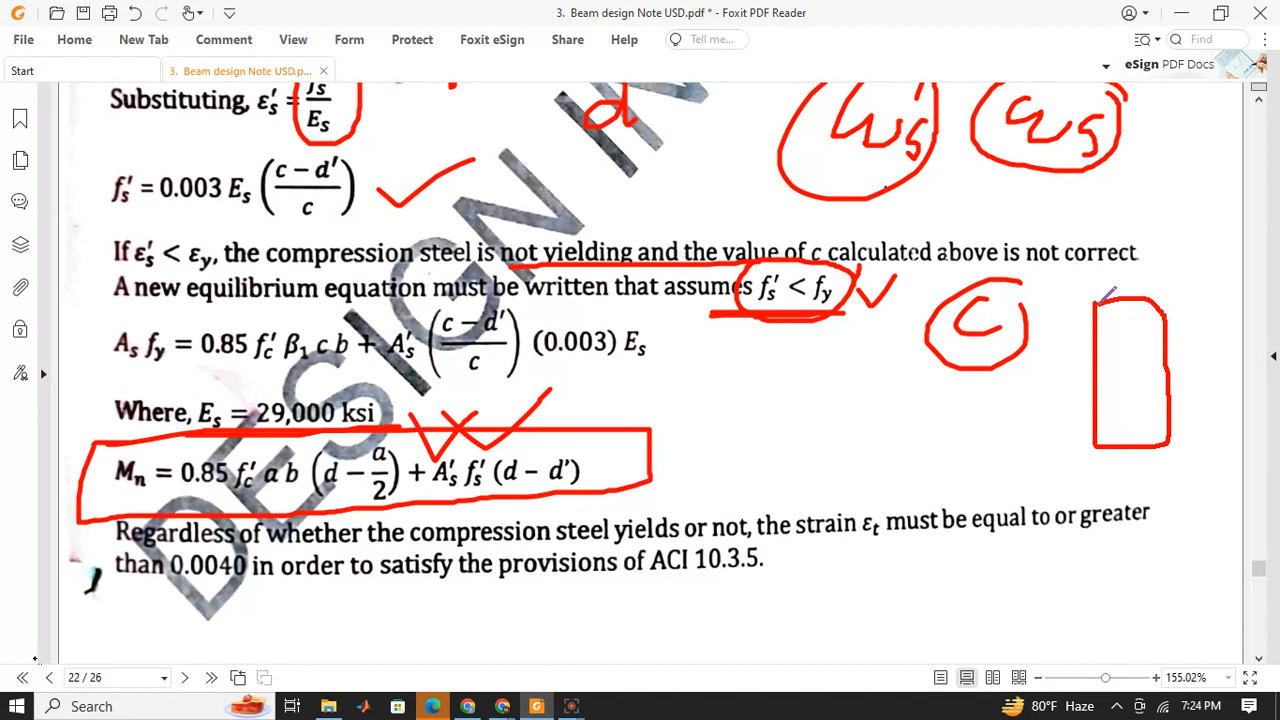 3. Beam design Note USD.pdf * - Foxit PDF Reader
File Home New Tab Comment View Form Protect Foxit eSign Share Help Tell me... Find
Start 3. Beam design Note USD.p... eSign PDF Docs
Substituting, ε′s = fs / Es
d
ω's ωs
f′s = 0.003 Es ((c − d′) / c)
If ε′s < εy, the compression steel is not yielding and the value of c calculated above is not correct
A new equilibrium equation must be written that assumes f′s < fy
c
As fy = 0.85 f′c β1 c b + A′s ((c − d′) / c) (0.003) Es
Where, Es = 29,000 ksi
Mn = 0.85 f′c a b (d − a/2) + A′s f′s (d − d')
Regardless of whether the compression steel yields or not, the strain εt must be equal to or greater
than 0.0040 in order to satisfy the provisions of ACI 10.3.5.
DESIGN IN
22 / 26 155.02%
Search 80°F Haze 7:24 PM